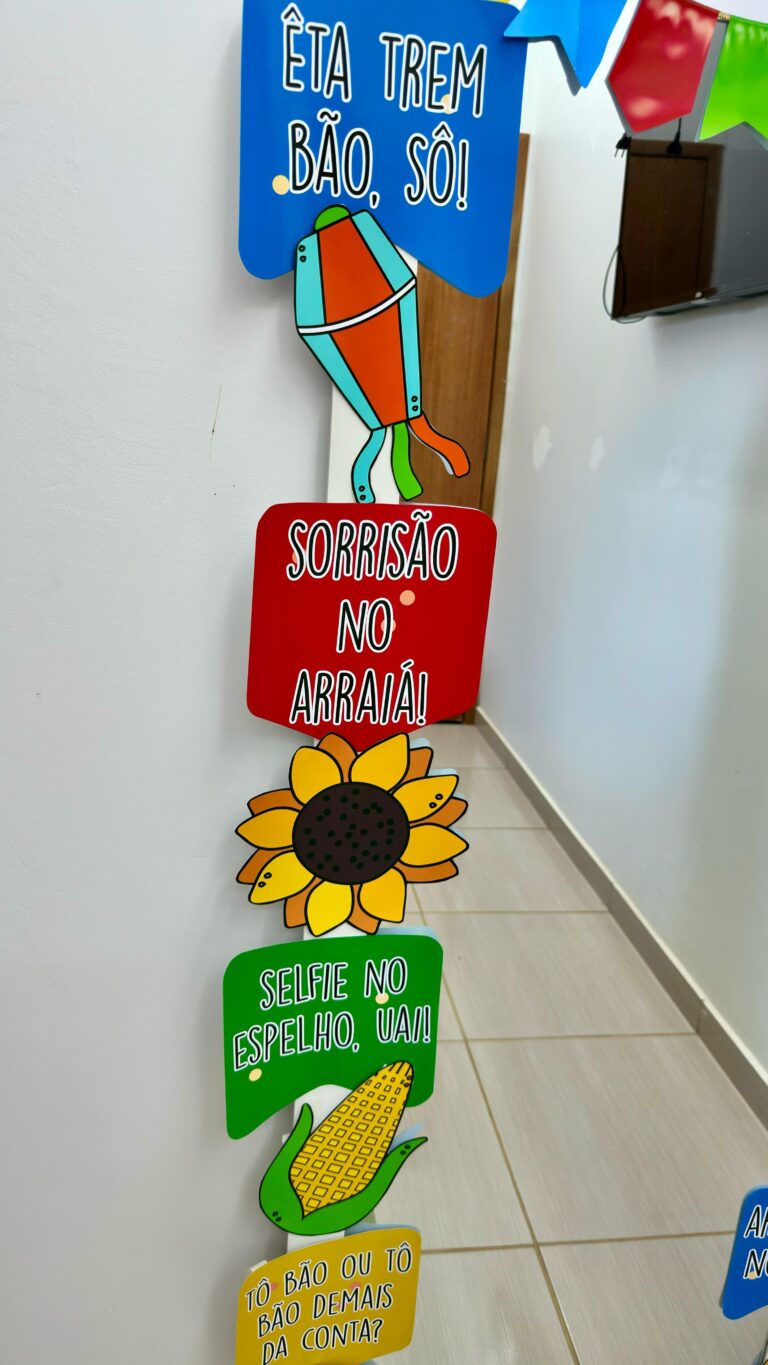 ÊTA TREM
BÃO, SÔ!
SORRISÃO
NO
ARRAIÁ!
SELFIE NO
ESPELHO, UAI!
TÔ BÃO OU TÔ
BÃO DEMAIS
DA CONTA?